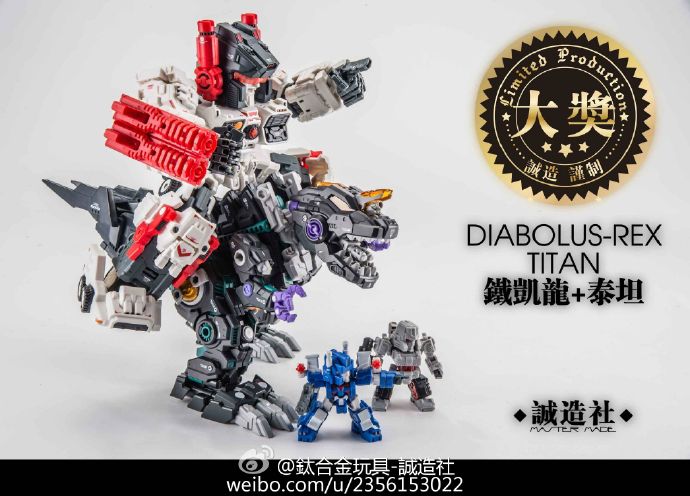 Limited Production
大獎
誠造 謹制
DIABOLUS-REX
TITAN
鐵凱龍+泰坦
誠造社
MASTER MADE
@鈦合金玩具-誠造社
weibo.com/u/2356153022